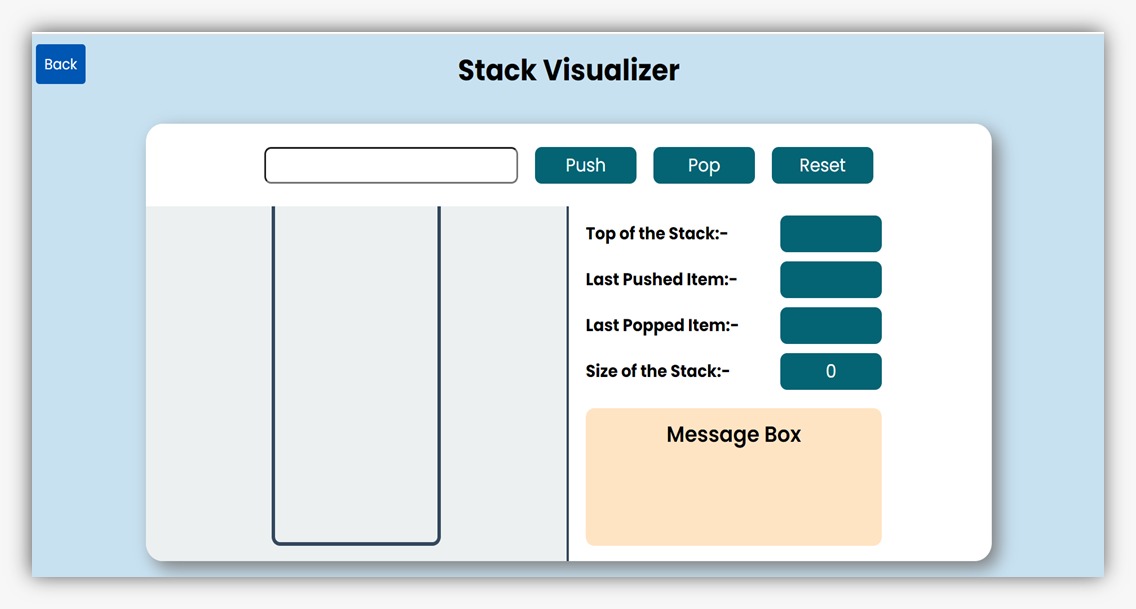 Back
Stack Visualizer
Push Pop Reset
Top of the Stack:-
Last Pushed Item:-
Last Popped Item:-
Size of the Stack:- 0
Message Box